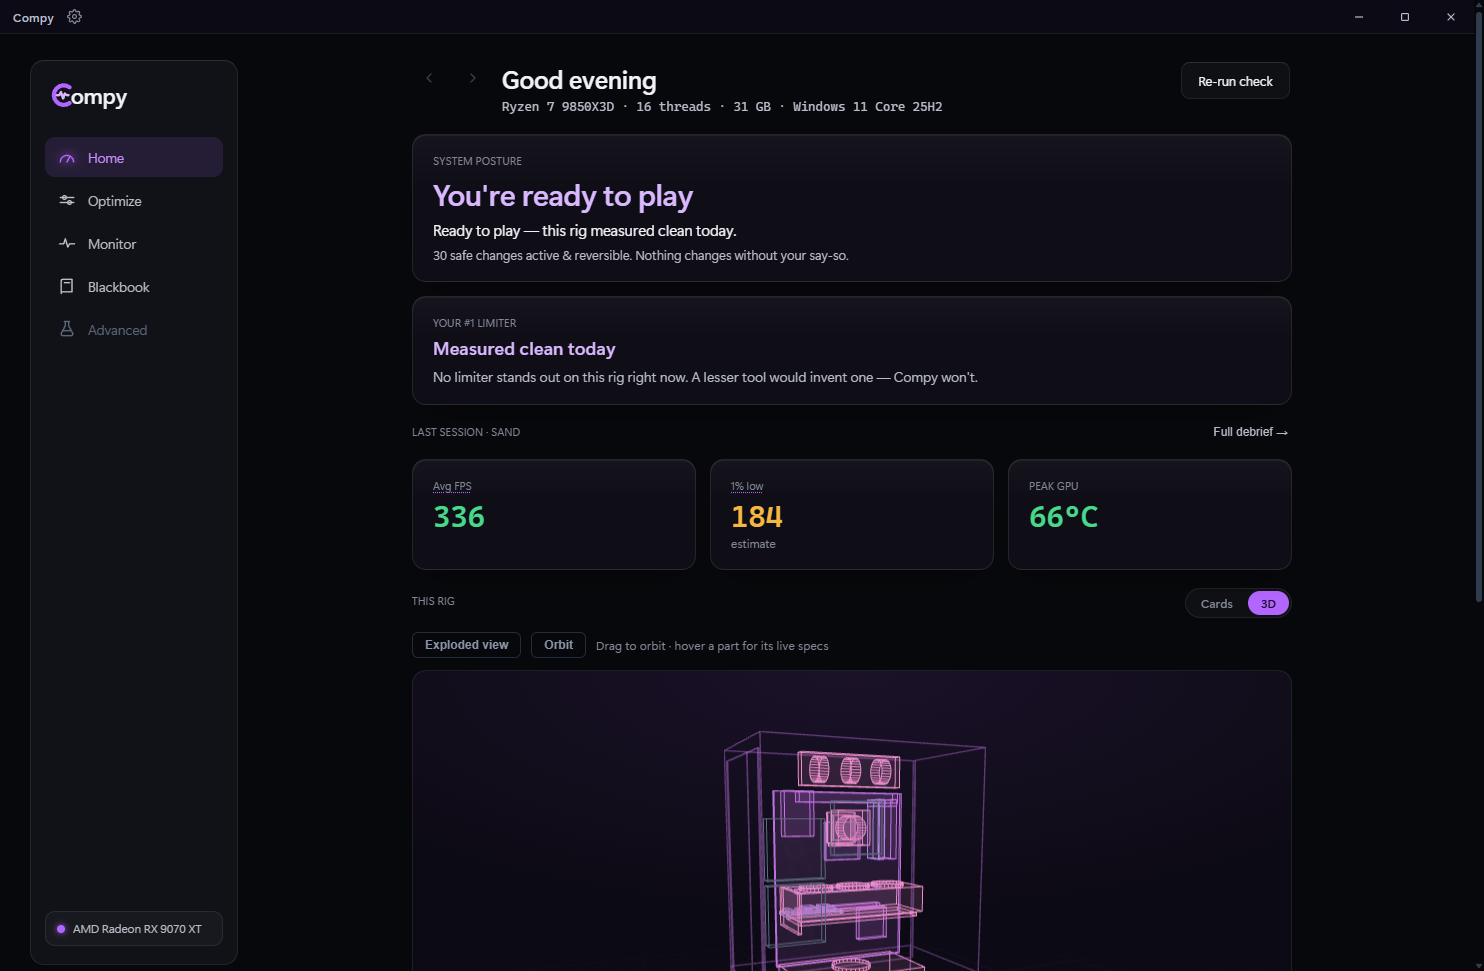 Compy
Compy
Home
Optimize
Monitor
Blackbook
Advanced
AMD Radeon RX 9070 XT
Good evening
Ryzen 7 9850X3D · 16 threads · 31 GB · Windows 11 Core 25H2
Re-run check
SYSTEM POSTURE
You're ready to play
Ready to play — this rig measured clean today.
30 safe changes active & reversible. Nothing changes without your say-so.
YOUR #1 LIMITER
Measured clean today
No limiter stands out on this rig right now. A lesser tool would invent one — Compy won't.
LAST SESSION · SAND
Full debrief →
Avg FPS
336
1% low
184
estimate
PEAK GPU
66°C
THIS RIG
Cards
3D
Exploded view
Orbit
Drag to orbit · hover a part for its live specs